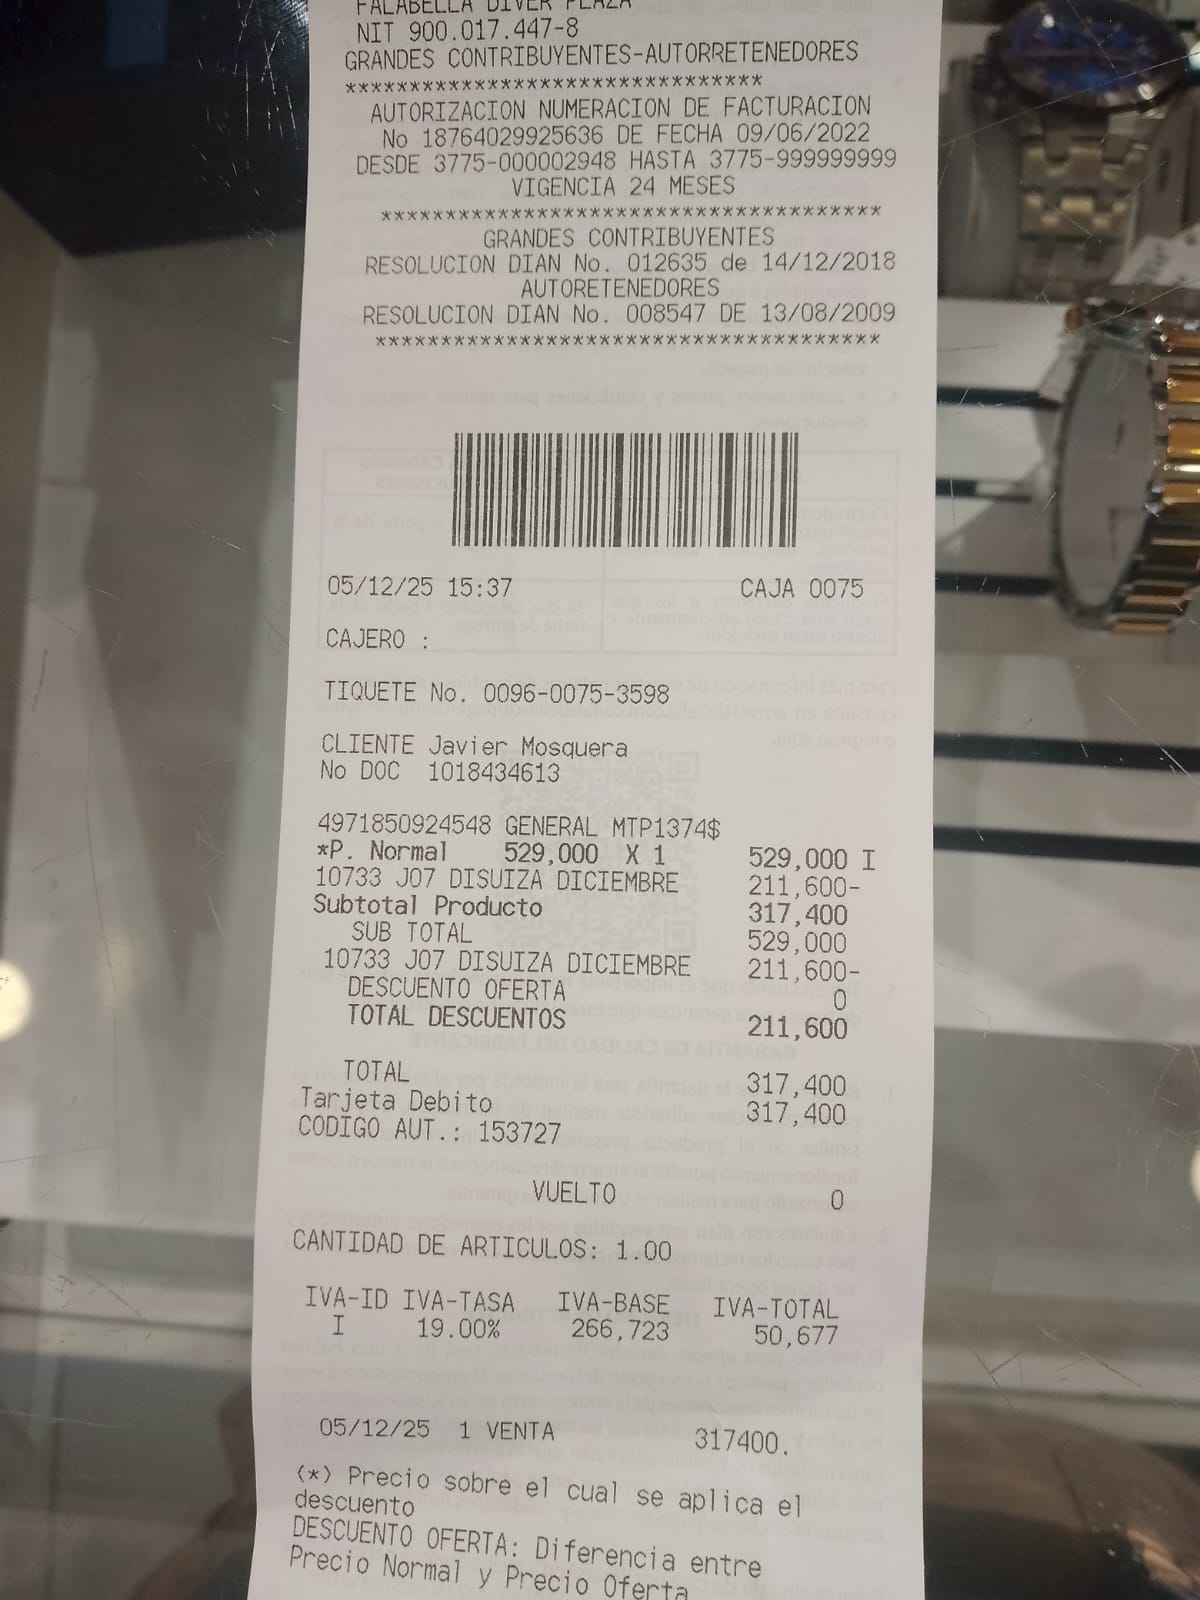 FALABELLA DIVER PLAZA
NIT 900.017.447-8
GRANDES CONTRIBUYENTES-AUTORRETENEDORES
********************************
AUTORIZACION NUMERACION DE FACTURACION
No 18764029925636 DE FECHA 09/06/2022
DESDE 3775-000002948 HASTA 3775-999999999
VIGENCIA 24 MESES
***************************************
GRANDES CONTRIBUYENTES
RESOLUCION DIAN No. 012635 de 14/12/2018
AUTORETENEDORES
RESOLUCION DIAN No. 008547 DE 13/08/2009
***************************************
05/12/25 15:37 CAJA 0075
CAJERO :
TIQUETE No. 0096-0075-3598
CLIENTE Javier Mosquera
No DOC 1018434613
4971850924548 GENERAL MTP1374$
*P. Normal 529,000 X 1 529,000 I
10733 J07 DISUIZA DICIEMBRE 211,600-
Subtotal Producto 317,400
SUB TOTAL 529,000
10733 J07 DISUIZA DICIEMBRE 211,600-
DESCUENTO OFERTA 0
TOTAL DESCUENTOS 211,600
TOTAL 317,400
Tarjeta Debito 317,400
CODIGO AUT.: 153727
VUELTO 0
CANTIDAD DE ARTICULOS: 1.00
IVA-ID IVA-TASA IVA-BASE IVA-TOTAL
I 19.00% 266,723 50,677
05/12/25 1 VENTA 317400.
(*) Precio sobre el cual se aplica el
descuento
DESCUENTO OFERTA: Diferencia entre
Precio Normal y Precio Oferta